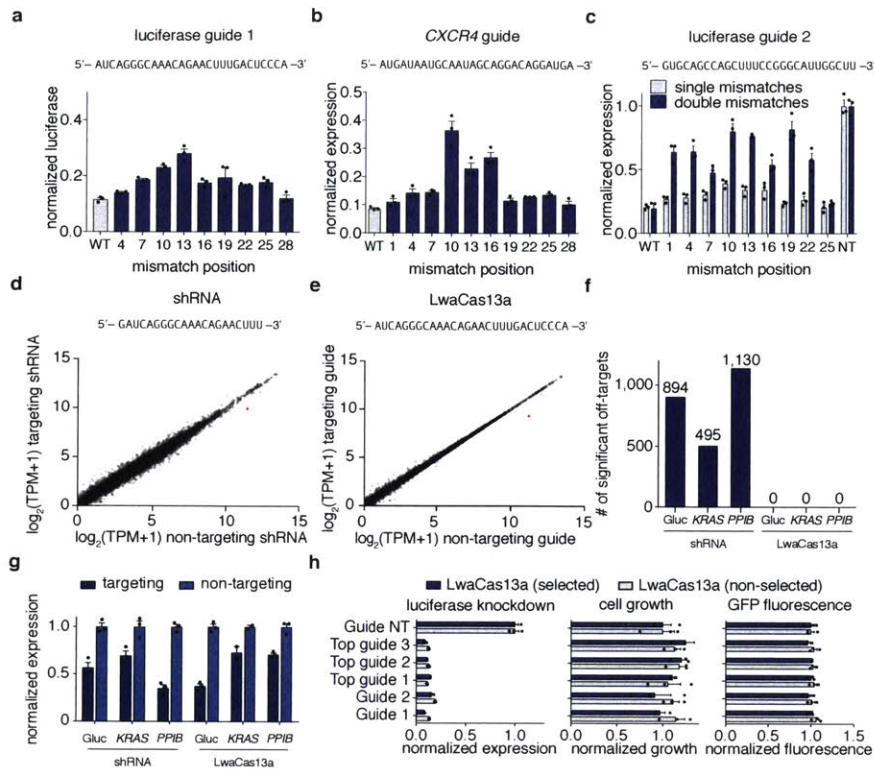 a
luciferase guide 1
5′– AUCAGGGCAAACAGAACUUUGACUCCCA –3′
normalized luciferase
0.4
0.2
0.0
WT 4 7 10 13 16 19 22 25 28
mismatch position
b
CXCR4 guide
5′– AUGAUAAUGCAAUAGCAGGACAGGAUGA –3′
normalized expression
0.5
0.4
0.3
0.2
0.1
0.0
WT 1 4 7 10 13 16 19 22 25 28
mismatch position
c
luciferase guide 2
5′– GUGCAGCCAGCUUUCCGGGCAUUGGCUU –3′
single mismatches
double mismatches
normalized expression
1.0
0.5
0.0
WT 1 4 7 10 13 16 19 22 25 NT
mismatch position
d
shRNA
5′– GAUCAGGGCAAACAGAACUUU –3′
log2(TPM+1) targeting shRNA
15
10
5
0
0 5 10 15
log2(TPM+1) non-targeting shRNA
e
LwaCas13a
5′– AUCAGGGCAAACAGAACUUUGACUCCCA –3′
log2(TPM+1) targeting guide
15
10
5
0
0 5 10 15
log2(TPM+1) non-targeting guide
f
# of significant off-targets
1,000
500
0
894
495
1,130
0 0 0
Gluc KRAS PPIB Gluc KRAS PPIB
shRNA LwaCas13a
g
targeting non-targeting
normalized expression
1.0
0.5
0
Gluc KRAS PPIB Gluc KRAS PPIB
shRNA LwaCas13a
h
LwaCas13a (selected) LwaCas13a (non-selected)
luciferase knockdown cell growth GFP fluorescence
Guide NT
Top guide 3
Top guide 2
Top guide 1
Guide 2
Guide 1
0.0 0.5 1.0
normalized expression
0.0 0.5 1.0
normalized growth
0.0 0.5 1.0 1.5
normalized fluorescence